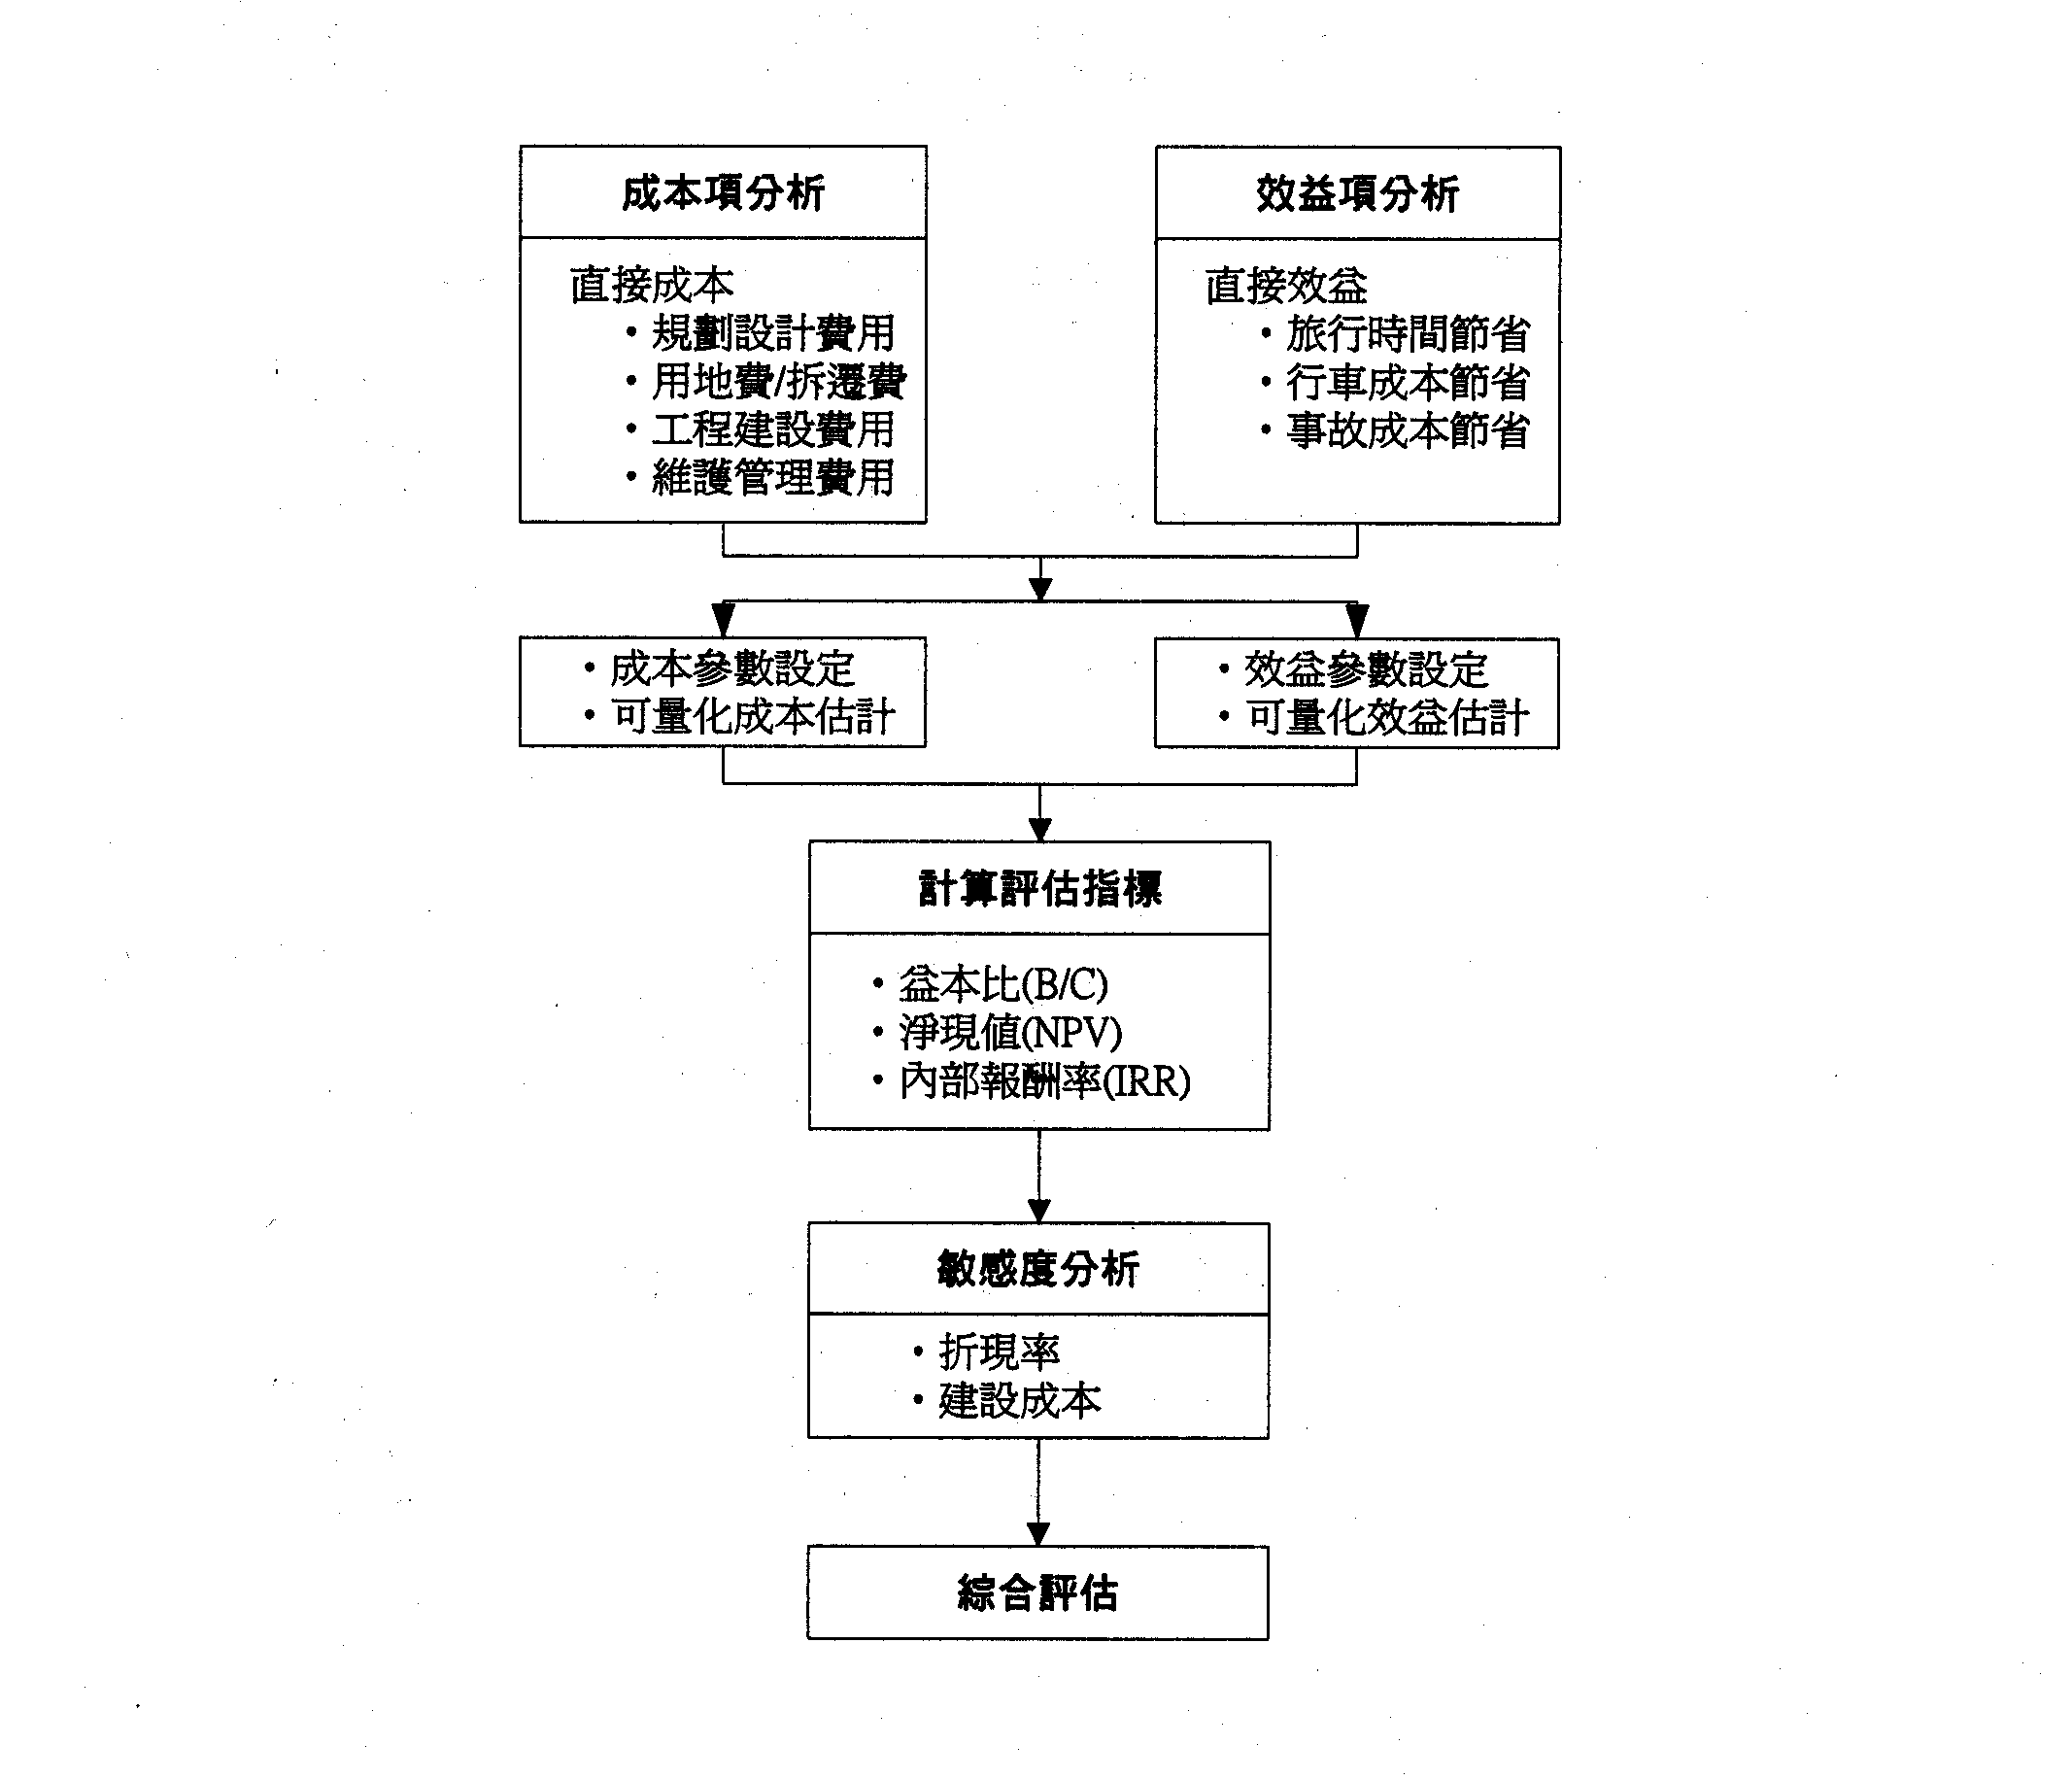 成本項分析
直接成本
・規劃設計費用
・用地費/拆遷費
・工程建設費用
・維護管理費用
效益項分析
直接效益
・旅行時間節省
・行車成本節省
・事故成本節省
・成本參數設定
・可量化成本估計
・效益參數設定
・可量化效益估計
計算評估指標
・益本比(B/C)
・淨現值(NPV)
・內部報酬率(IRR)
敏感度分析
・折現率
・建設成本
綜合評估